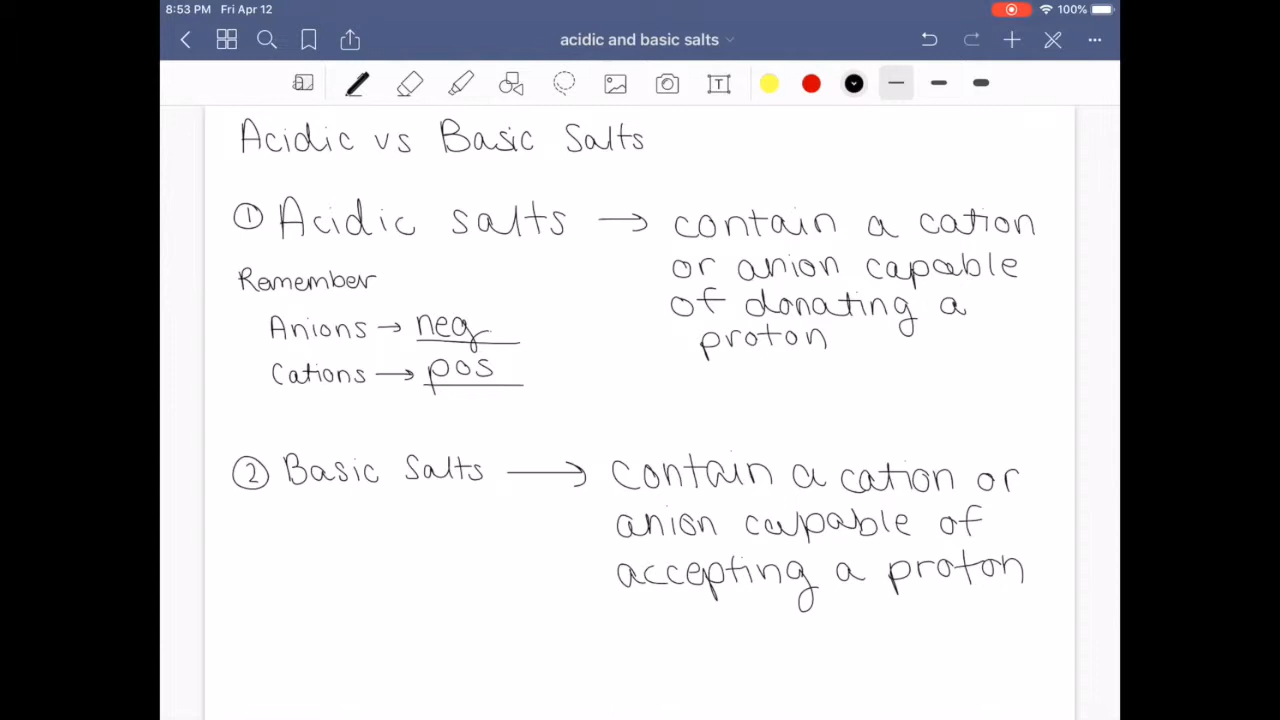 8:53 PM Fri Apr 12 100%
acidic and basic salts
T
Acidic vs Basic Salts
① Acidic salts → contain a cation
or anion capable
of donating a
proton
Remember
Anions → neg
Cations → pos
② Basic Salts → contain a cation or
anion capable of
accepting a proton